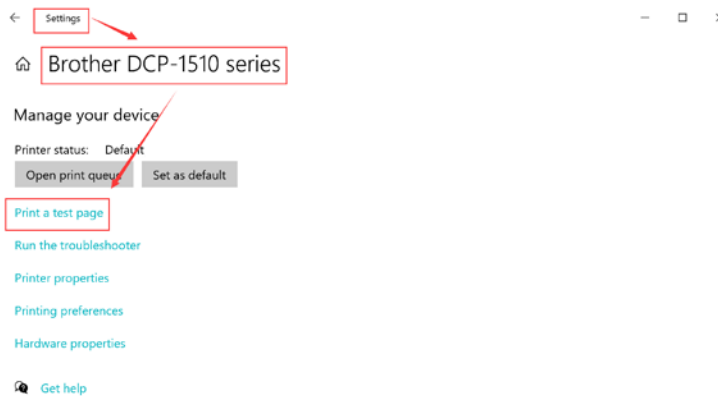 Settings
Brother DCP-1510 series
Manage your device
Printer status: Default
Open print queue Set as default
Print a test page
Run the troubleshooter
Printer properties
Printing preferences
Hardware properties
Get help